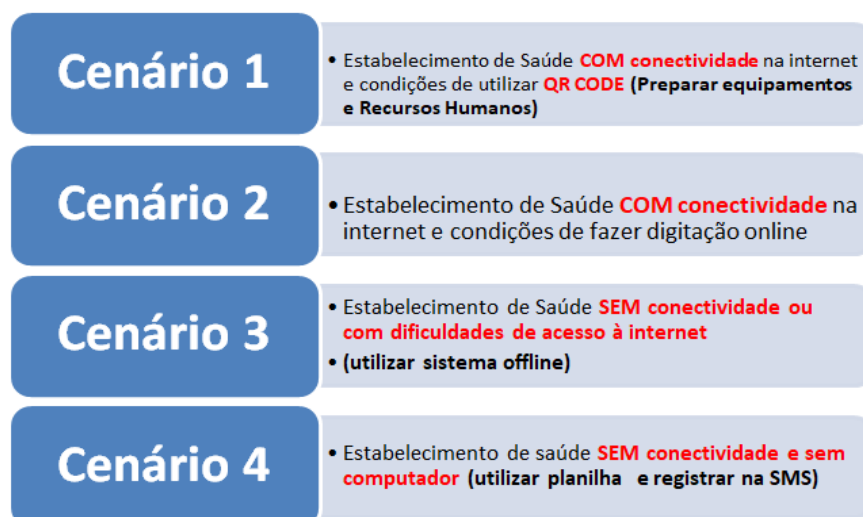 Cenário 1
• Estabelecimento de Saúde COM conectividade na internet
e condições de utilizar QR CODE (Preparar equipamentos
e Recursos Humanos)
Cenário 2
• Estabelecimento de Saúde COM conectividade na
internet e condições de fazer digitação online
Cenário 3
• Estabelecimento de Saúde SEM conectividade ou
com dificuldades de acesso à internet
• (utilizar sistema offline)
Cenário 4
• Estabelecimento de saúde SEM conectividade e sem
computador (utilizar planilha e registrar na SMS)